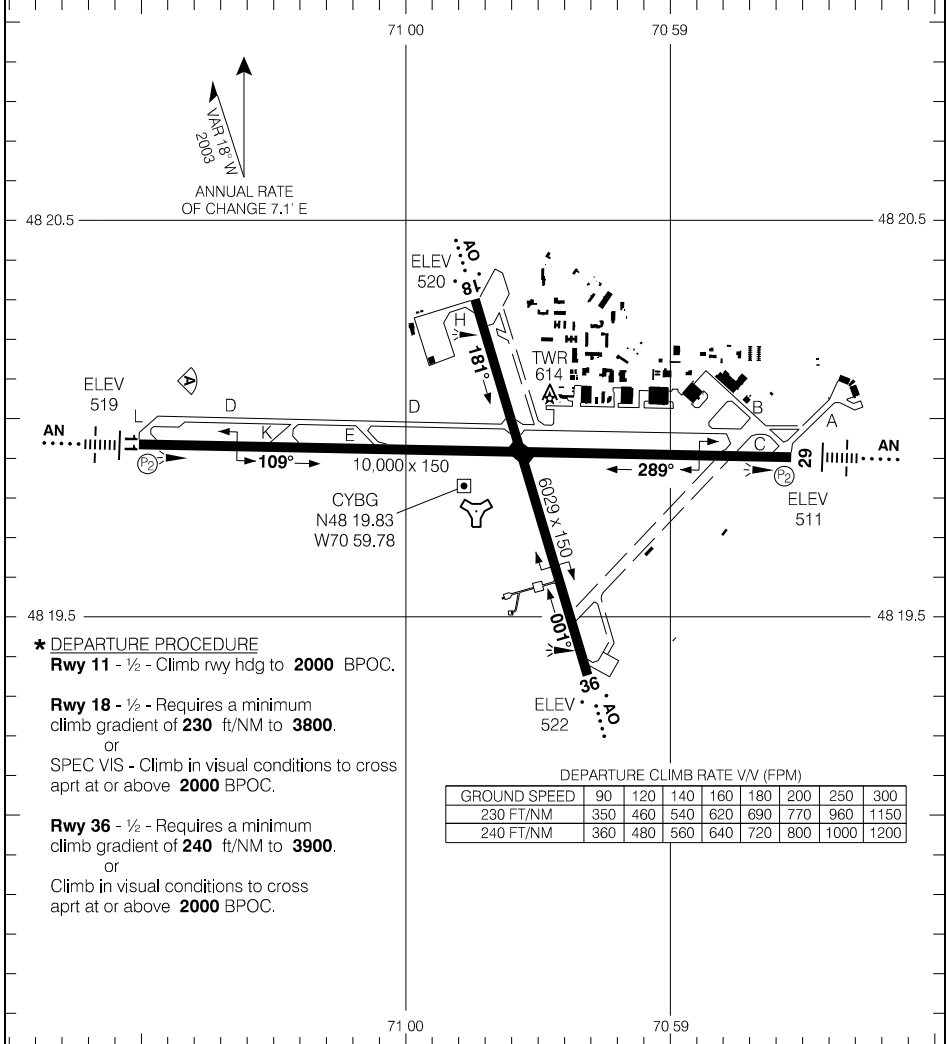 71 00
70 59
VAR 18° W
2003
ANNUAL RATE
OF CHANGE 7.1' E
48 20.5
48 20.5
AO
ELEV
520
18
H
181°
TWR
614
ELEV
519
A
L
D
D
B
A
AN
11
K
E
C
29
AN
P2
109°
10,000 x 150
289°
P2
ELEV
511
CYBG
N48 19.83
W70 59.78
6029 x 150
48 19.5
48 19.5
001°
36
ELEV
522
AO
* DEPARTURE PROCEDURE
Rwy 11 - ½ - Climb rwy hdg to 2000 BPOC.
Rwy 18 - ½ - Requires a minimum
climb gradient of 230 ft/NM to 3800.
or
SPEC VIS - Climb in visual conditions to cross
aprt at or above 2000 BPOC.
Rwy 36 - ½ - Requires a minimum
climb gradient of 240 ft/NM to 3900.
or
Climb in visual conditions to cross
aprt at or above 2000 BPOC.
DEPARTURE CLIMB RATE V/V (FPM)
GROUND SPEED 90 120 140 160 180 200 250 300
230 FT/NM 350 460 540 620 690 770 960 1150
240 FT/NM 360 480 560 640 720 800 1000 1200
71 00
70 59